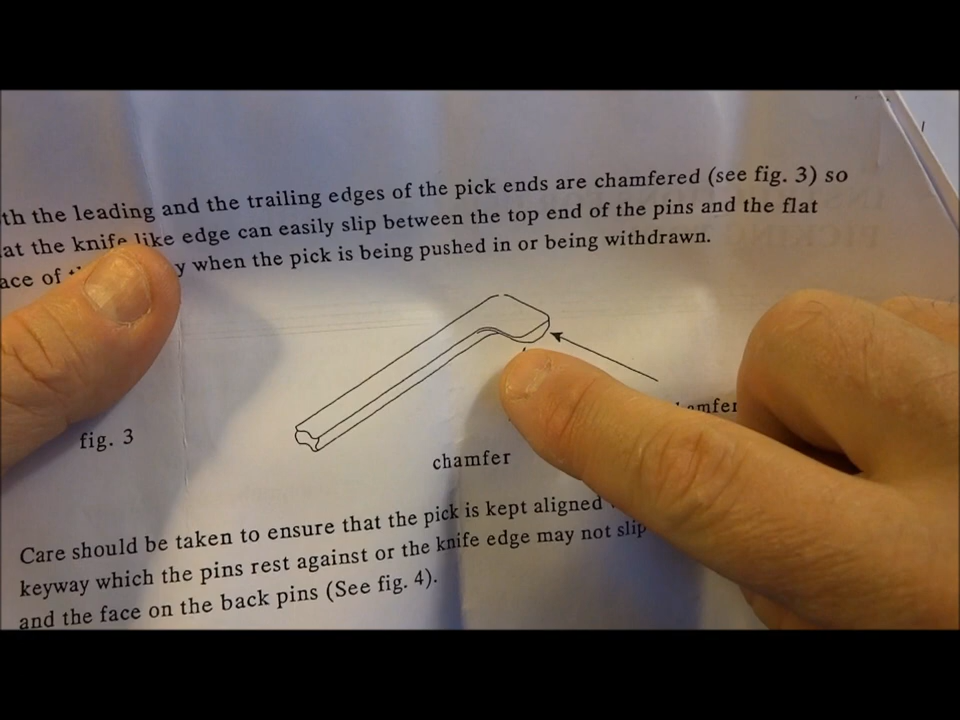 th the leading and the trailing edges of the pick ends are chamfered (see fig. 3) so
at the knife like edge can easily slip between the top end of the pins and the flat
ace of y when the pick is being pushed in or being withdrawn.
amfer
fig. 3
chamfer
Care should be taken to ensure that the pick is kept aligned
keyway which the pins rest against or the knife edge may not slip
and the face on the back pins (See fig. 4).